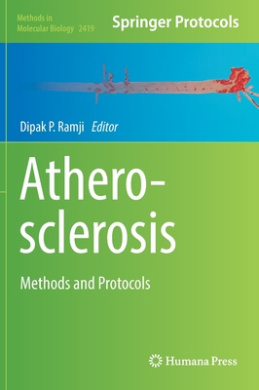 Methods in
Molecular Biology 2419
Springer Protocols
Dipak P. Ramji Editor
Athero-
sclerosis
Methods and Protocols
Humana Press